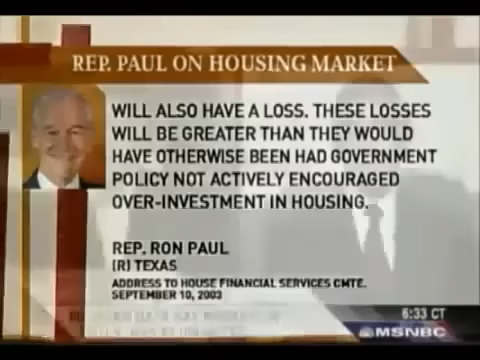 REP. PAUL ON HOUSING MARKET
WILL ALSO HAVE A LOSS. THESE LOSSES
WILL BE GREATER THAN THEY WOULD
HAVE OTHERWISE BEEN HAD GOVERNMENT
POLICY NOT ACTIVELY ENCOURAGED
OVER-INVESTMENT IN HOUSING.
REP. RON PAUL
(R) TEXAS
ADDRESS TO HOUSE FINANCIAL SERVICES CMTE.
SEPTEMBER 10, 2003
6:33 CT
MSNBC